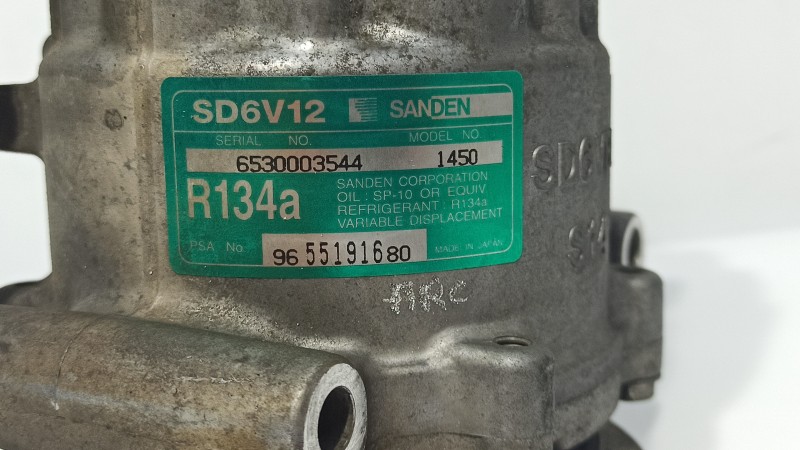 SD6V12 SANDEN
SERIAL NO. MODEL NO
6530003544 1450
R134a
SANDEN CORPORATION
OIL : SP-10 OR EQUIV.
REFRIGERANT : R134a
VARIABLE DISPLACEMENT
PSA No. 96 551916 80 MADE IN JAPAN
SD6